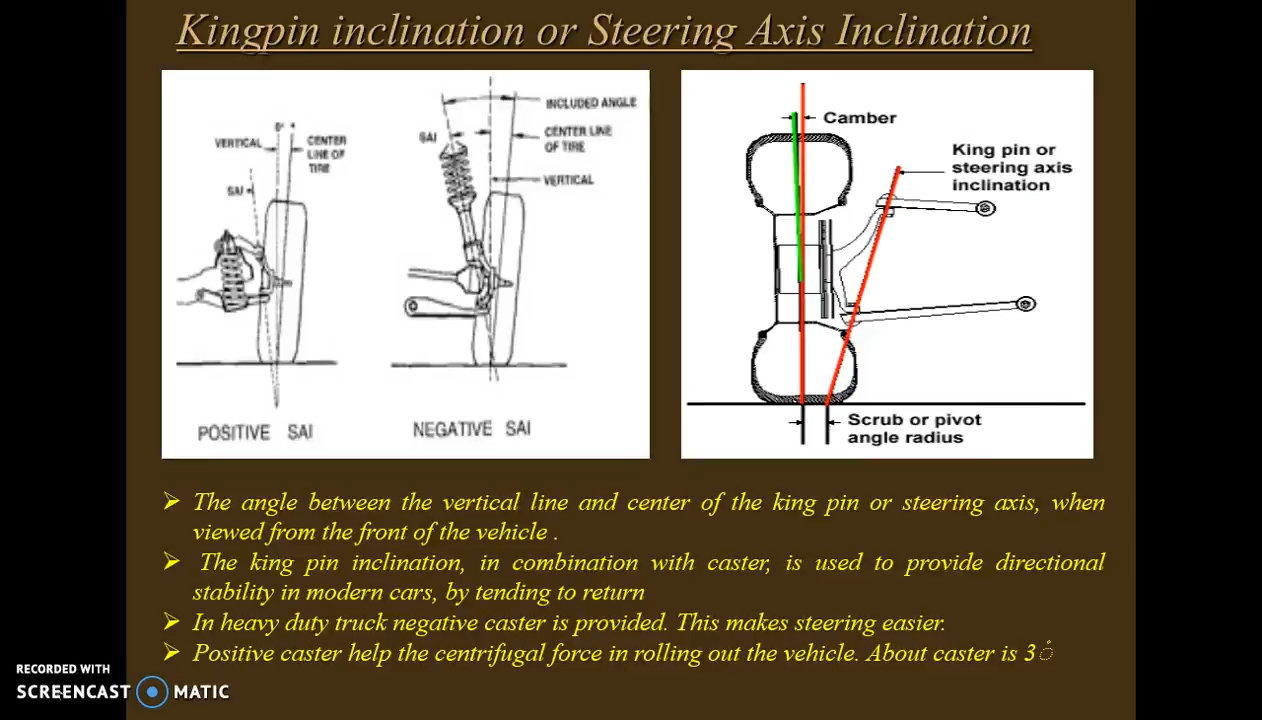 Kingpin inclination or Steering Axis Inclination
VERTICAL
CENTER
LINE OF
TIRE
SAI
POSITIVE SAI
INCLUDED ANGLE
SAI
CENTER LINE
OF TIRE
VERTICAL
NEGATIVE SAI
Camber
King pin or
steering axis
inclination
Scrub or pivot
angle radius
The angle between the vertical line and center of the king pin or steering axis, when
viewed from the front of the vehicle .
The king pin inclination, in combination with caster, is used to provide directional
stability in modern cars, by tending to return
In heavy duty truck negative caster is provided. This makes steering easier.
Positive caster help the centrifugal force in rolling out the vehicle. About caster is 3
RECORDED WITH
SCREENCAST MATIC